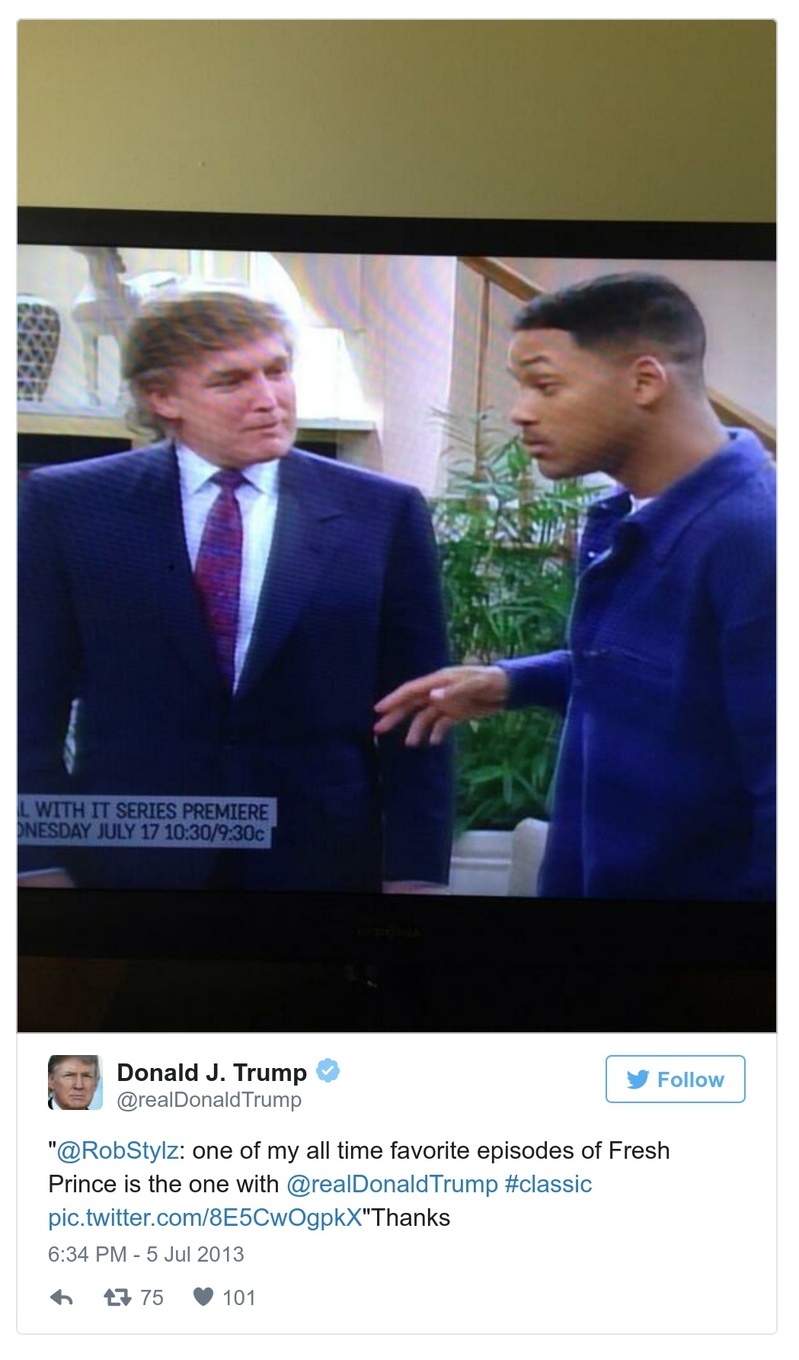 L WITH IT SERIES PREMIERE
DNESDAY JULY 17 10:30/9:30c
Donald J. Trump
@realDonaldTrump
Follow
"@RobStylz: one of my all time favorite episodes of Fresh
Prince is the one with @realDonaldTrump #classic
pic.twitter.com/8E5CwOgpkX"Thanks
6:34 PM - 5 Jul 2013
75 101